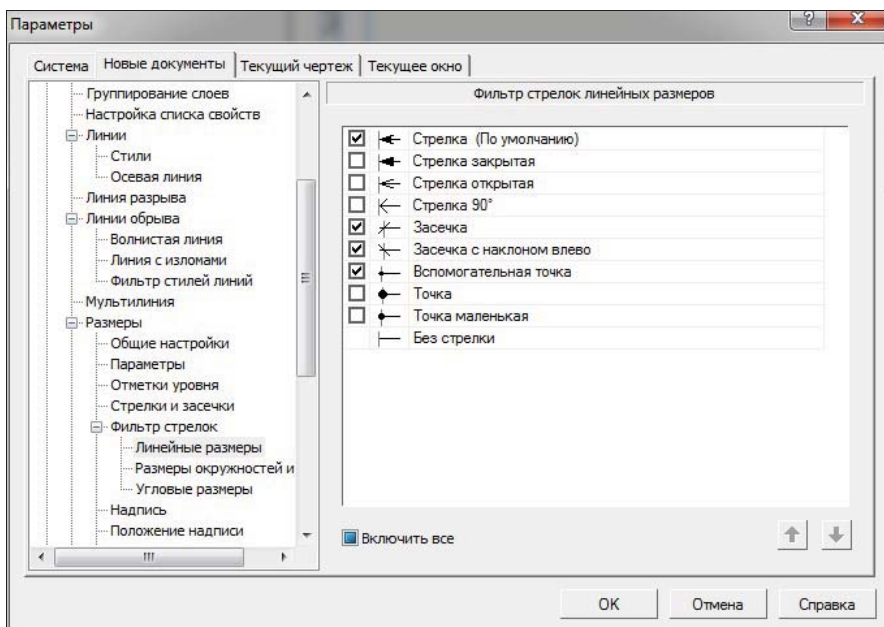 Параметры
Система
Новые документы
Текущий чертеж
Текущее окно
Группирование слоев
Настройка списка свойств
Линии
Стили
Осевая линия
Линия разрыва
Линии обрыва
Волнистая линия
Линия с изломами
Фильтр стилей линий
Мультилиния
Размеры
Общие настройки
Параметры
Отметки уровня
Стрелки и засечки
Фильтр стрелок
Линейные размеры
Размеры окружностей и
Угловые размеры
Надпись
Положение надписи
Фильтр стрелок линейных размеров
Стрелка (По умолчанию)
Стрелка закрытая
Стрелка открытая
Стрелка 90°
Засечка
Засечка с наклоном влево
Вспомогательная точка
Точка
Точка маленькая
Без стрелки
Включить все
OK
Отмена
Справка